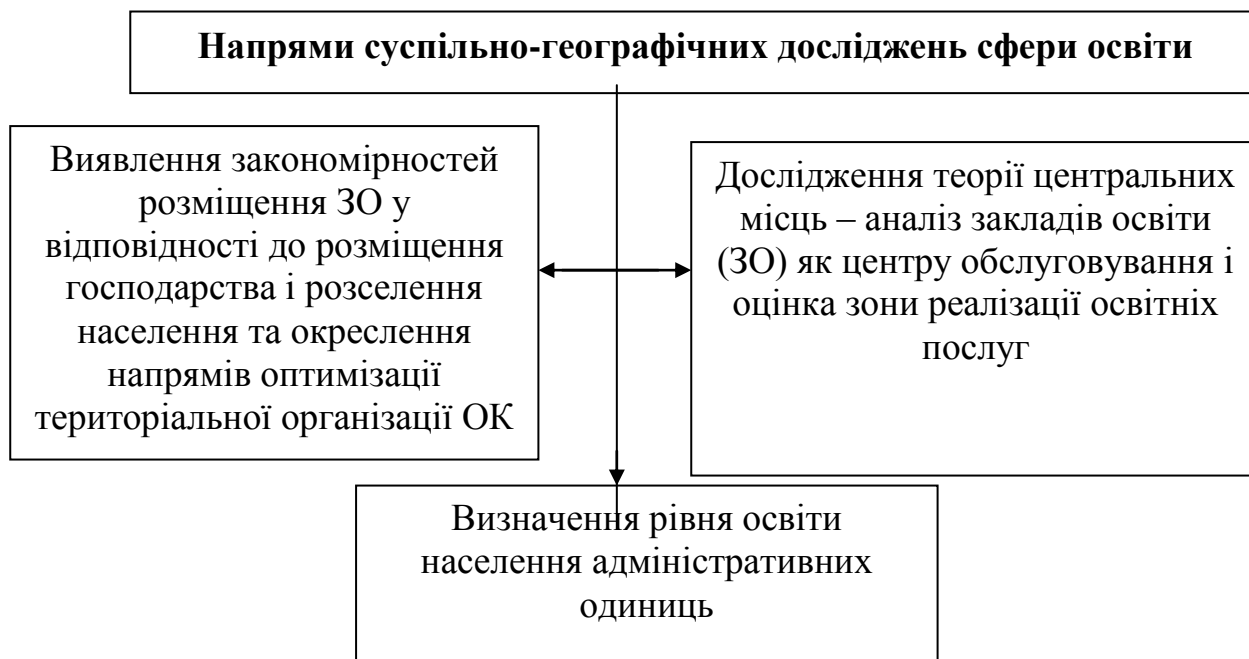 Напрями суспільно-географічних досліджень сфери освіти
Виявлення закономірностей
розміщення ЗО у
відповідності до розміщення
господарства і розселення
населення та окреслення
напрямів оптимізації
територіальної організації ОК
Дослідження теорії центральних
місць – аналіз закладів освіти
(ЗО) як центру обслуговування і
оцінка зони реалізації освітніх
послуг
Визначення рівня освіти
населення адміністративних
одиниць